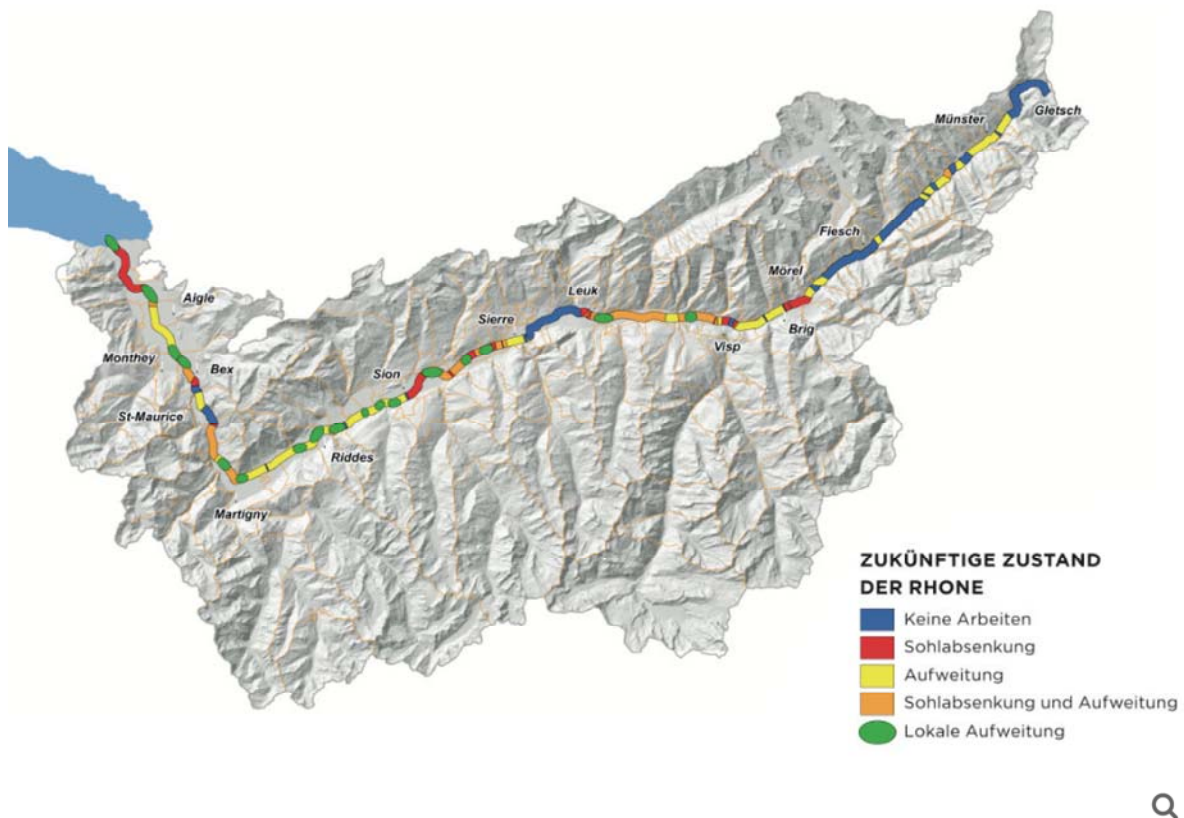 Gletsch
Münster
Fiesch
Mörel
Brig
Visp
Leuk
Sierre
Sion
Riddes
Martigny
St-Maurice
Bex
Monthey
Aigle
ZUKÜNFTIGE ZUSTAND
DER RHONE
Keine Arbeiten
Sohlabsenkung
Aufweitung
Sohlabsenkung und Aufweitung
Lokale Aufweitung